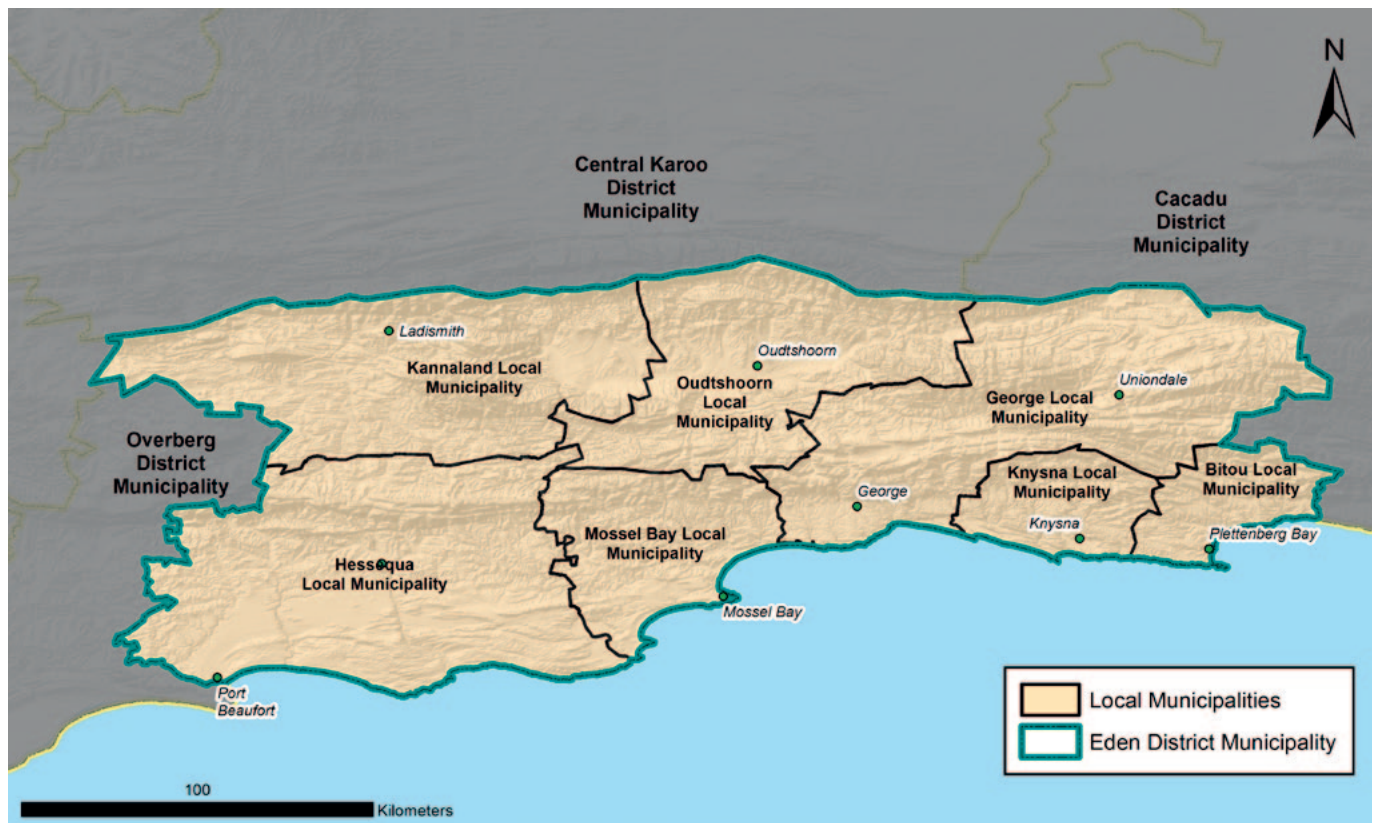 N
Central Karoo
District
Municipality
Cacadu
District
Municipality
Ladismith
Kannaland Local
Municipality
Oudtshoorn
Oudtshoorn
Local
Municipality
Uniondale
George Local
Municipality
Overberg
District
Municipality
Knysna Local
Municipality
Bitou Local
Municipality
George
Knysna
Plettenberg Bay
Mossel Bay Local
Municipality
Hessequa
Local Municipality
Mossel Bay
Port
Beaufort
Local Municipalities
Eden District Municipality
100
Kilometers